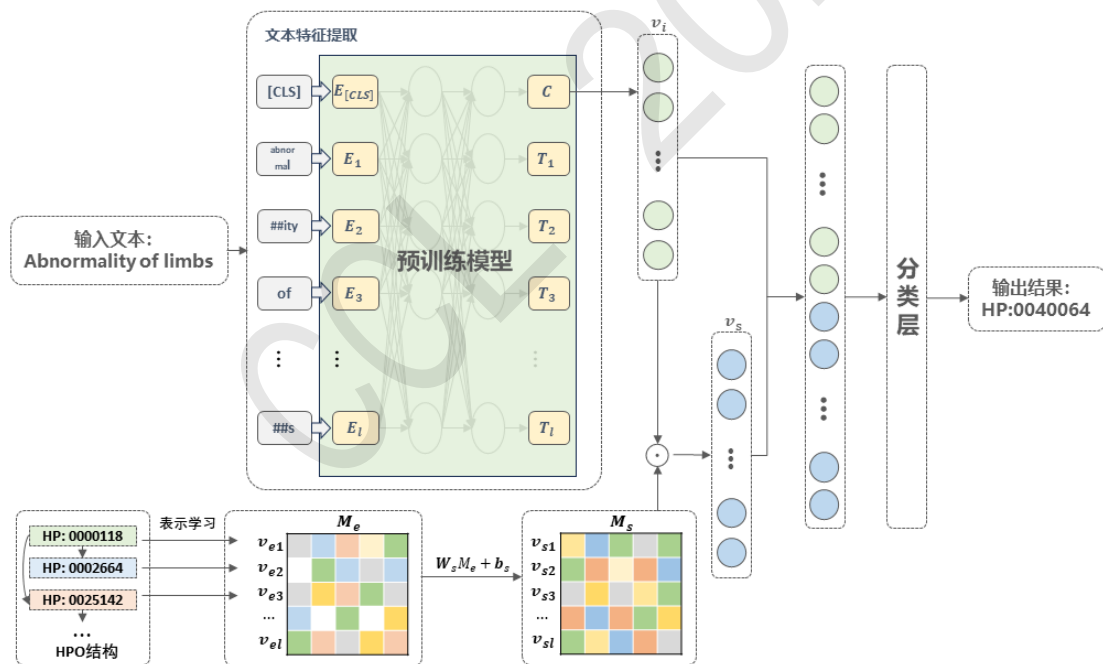 文本特征提取
[CLS]
E[CLS]
C
abnor
mal
E1
T1
##ity
E2
T2
of
E3
T3
⋮
⋮
⋮
##s
El
Tl
预训练模型
输入文本：
Abnormality of limbs
vi
vs
分类层
输出结果：
HP:0040064
HP: 0000118
HP: 0002664
HP: 0025142
...
HPO结构
表示学习
Me
ve1
ve2
ve3
...
vel
WsMe + bs
Ms
vs1
vs2
vs3
...
vsl